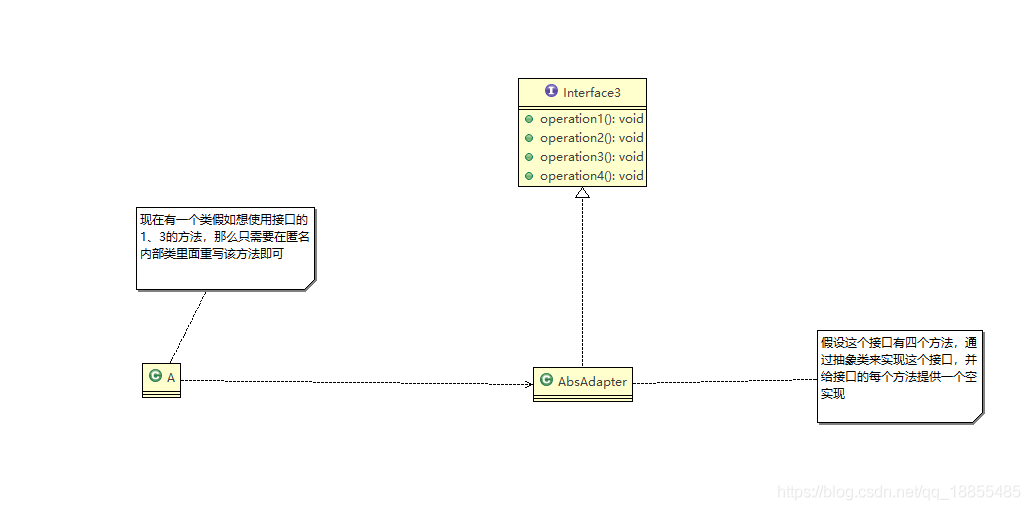 Interface3
operation1(): void
operation2(): void
operation3(): void
operation4(): void
现在有一个类假如想使用接口的
1、3的方法，那么只需要在匿名
内部类里面重写该方法即可
A
AbsAdapter
假设这个接口有四个方法，通
过抽象类来实现这个接口，并
给接口的每个方法提供一个空
实现
https://blog.csdn.net/qq_18855485